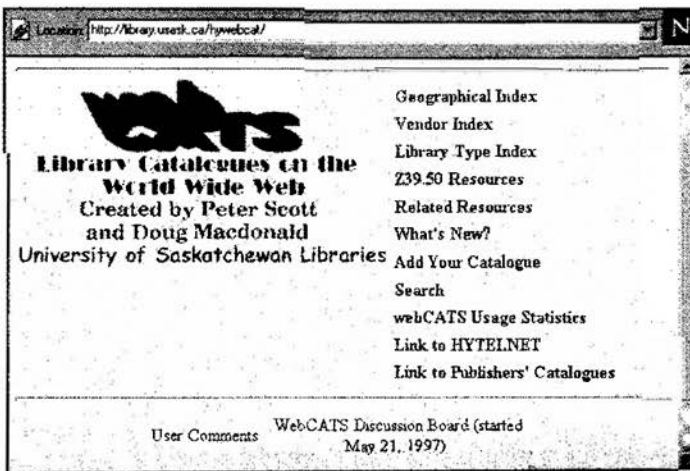 Location: http://library.usask.ca/hywebcat/
N
web
CATS
Library Catalogues on the
World Wide Web
Created by Peter Scott
and Doug Macdonald
University of Saskatchewan Libraries
Geographical Index
Vendor Index
Library Type Index
Z39.50 Resources
Related Resources
What's New?
Add Your Catalogue
Search
webCATS Usage Statistics
Link to HYTELNET
Link to Publishers' Catalogues
User Comments
WebCATS Discussion Board (started
May 21, 1997)